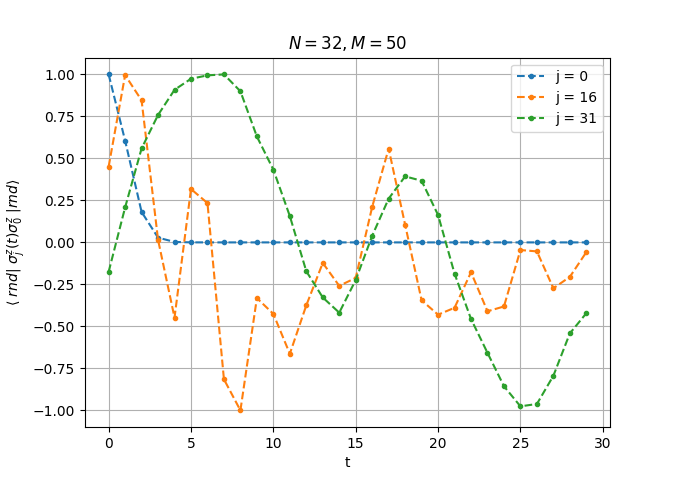 N = 32, M = 50
1.00
0.75
0.50
0.25
0.00
−0.25
−0.50
−0.75
−1.00
⟨ rnd| σ_j^z(t)σ_0^z |rnd⟩
j = 0
j = 16
j = 31
0 5 10 15 20 25 30
t